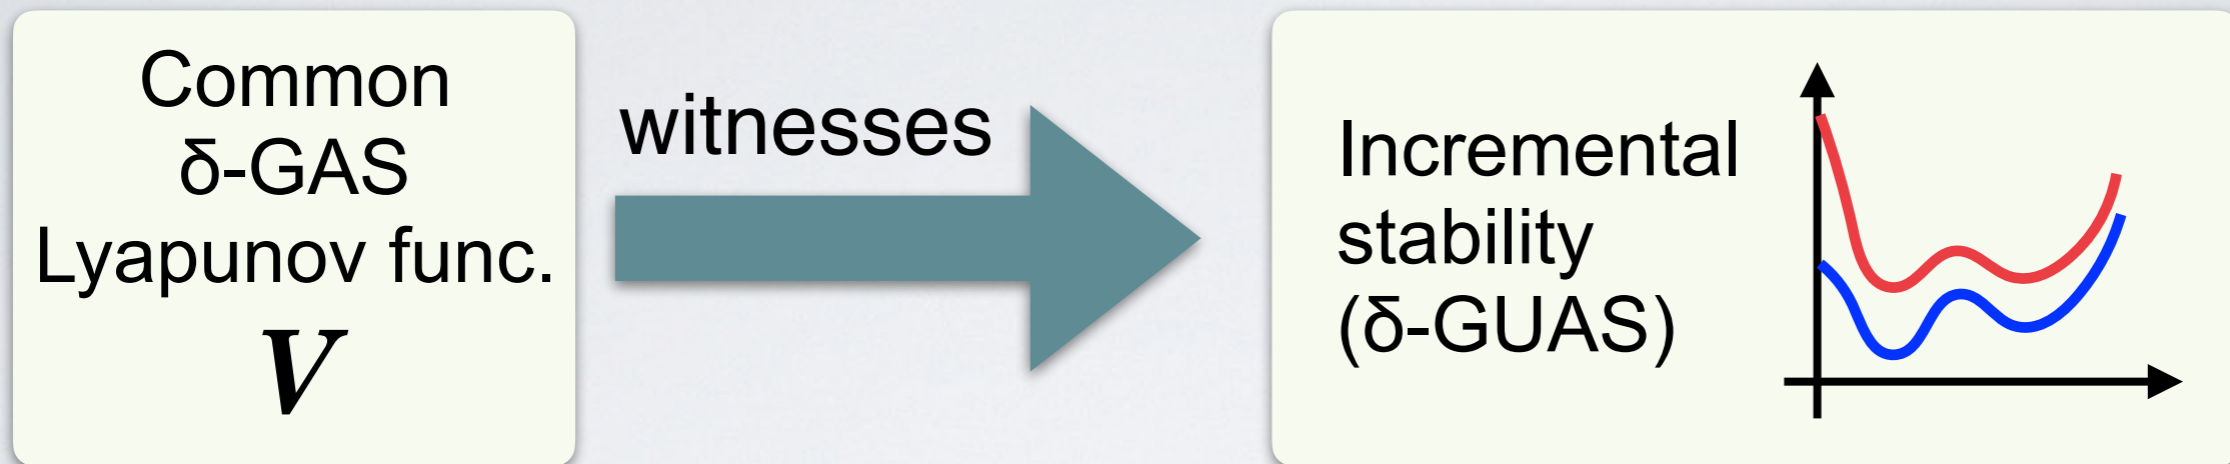 Common
δ-GAS
Lyapunov func.
V
witnesses
Incremental
stability
(δ-GUAS)